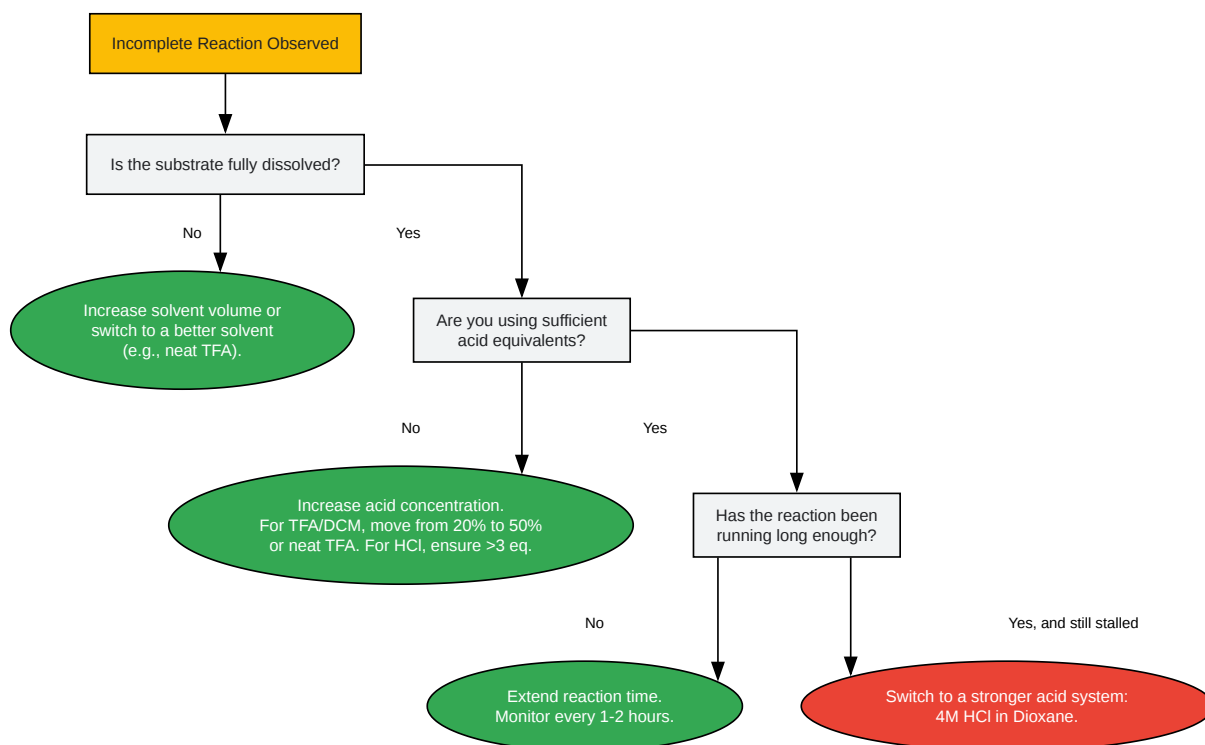 Incomplete Reaction Observed
Is the substrate fully dissolved?
No
Yes
Increase solvent volume or
switch to a better solvent
(e.g., neat TFA).
Are you using sufficient
acid equivalents?
No
Yes
Increase acid concentration.
For TFA/DCM, move from 20% to 50%
or neat TFA. For HCl, ensure >3 eq.
Has the reaction been
running long enough?
No
Yes, and still stalled
Extend reaction time.
Monitor every 1-2 hours.
Switch to a stronger acid system:
4M HCl in Dioxane.